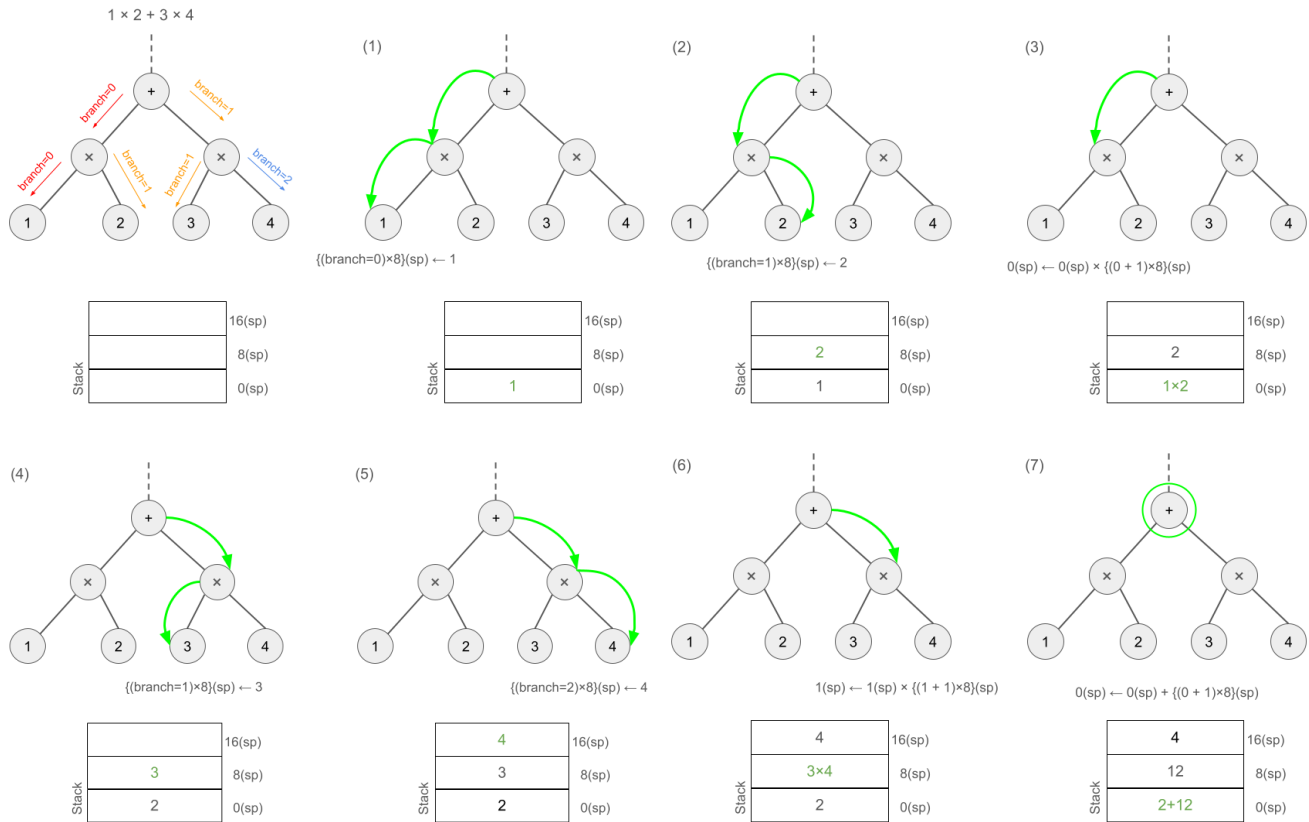 1 × 2 + 3 × 4
+
branch=0
branch=1
×
×
branch=0
branch=1
branch=1
branch=2
1
2
3
4
16(sp)
8(sp)
0(sp)
Stack
(1)
+
×
×
1
2
3
4
{(branch=0)×8}(sp) ← 1
16(sp)
8(sp)
1
0(sp)
Stack
(2)
+
×
×
1
2
3
4
{(branch=1)×8}(sp) ← 2
16(sp)
2
8(sp)
1
0(sp)
Stack
(3)
+
×
×
1
2
3
4
0(sp) ← 0(sp) × {(0 + 1)×8}(sp)
16(sp)
2
8(sp)
1×2
0(sp)
Stack
(4)
+
×
×
1
2
3
4
{(branch=1)×8}(sp) ← 3
16(sp)
3
8(sp)
2
0(sp)
Stack
(5)
+
×
×
1
2
3
4
{(branch=2)×8}(sp) ← 4
4
16(sp)
3
8(sp)
2
0(sp)
Stack
(6)
+
×
×
1
2
3
4
1(sp) ← 1(sp) × {(1 + 1)×8}(sp)
4
16(sp)
3×4
8(sp)
2
0(sp)
Stack
(7)
+
×
×
1
2
3
4
0(sp) ← 0(sp) + {(0 + 1)×8}(sp)
4
16(sp)
12
8(sp)
2+12
0(sp)
Stack